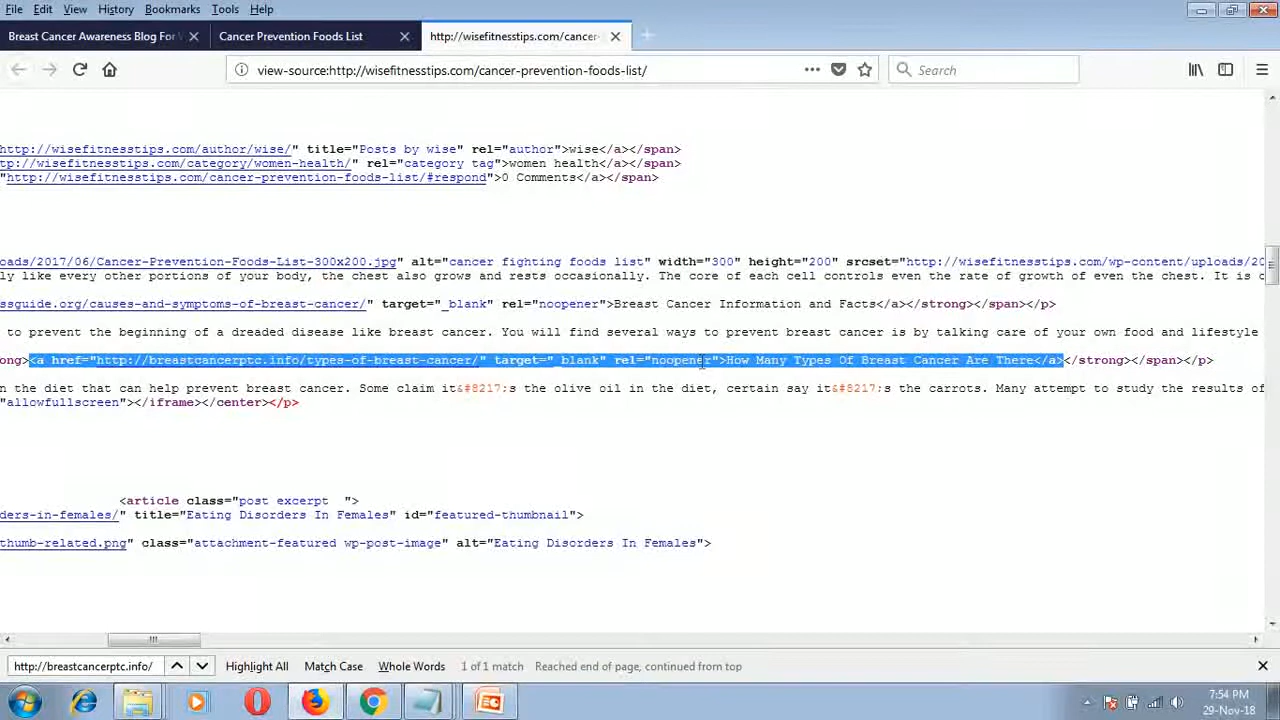 File Edit View History Bookmarks Tools Help
Breast Cancer Awareness Blog For Cancer Prevention Foods List http://wisefitnesstips.com/cancer-
view-source:http://wisefitnesstips.com/cancer-prevention-foods-list/ Search
http://wisefitnesstips.com/author/wise/" title="Posts by wise" rel="author">wise</a></span>
tp://wisefitnesstips.com/category/women-health/" rel="category tag">women health</a></span>
"http://wisefitnesstips.com/cancer-prevention-foods-list/#respond">0 Comments</a></span>
oads/2017/06/Cancer-Prevention-Foods-List-300x200.jpg" alt="cancer fighting foods list" width="300" height="200" srcset="http://wisefitnesstips.com/wp-content/uploads/20
ly like every other portions of your body, the chest also grows and rests occasionally. The core of each cell controls even the rate of growth of even the chest. It is c
ssguide.org/causes-and-symptoms-of-breast-cancer/" target="_blank" rel="noopener">Breast Cancer Information and Facts</a></strong></span></p>
to prevent the beginning of a dreaded disease like breast cancer. You will find several ways to prevent breast cancer is by talking care of your own food and lifestyle
ong><a href="http://breastcancerptc.info/types-of-breast-cancer/" target="_blank" rel="noopener">How Many Types Of Breast Cancer Are There</a></strong></span></p>
n the diet that can help prevent breast cancer. Some claim it&#8217;s the olive oil in the diet, certain say it&#8217;s the carrots. Many attempt to study the results of
"allowfullscreen"></iframe></center></p>
<article class="post excerpt  ">
ders-in-females/" title="Eating Disorders In Females" id="featured-thumbnail">
thumb-related.png" class="attachment-featured wp-post-image" alt="Eating Disorders In Females">
http://breastcancerptc.info/ Highlight All Match Case Whole Words 1 of 1 match Reached end of page, continued from top
7:54 PM
29-Nov-18